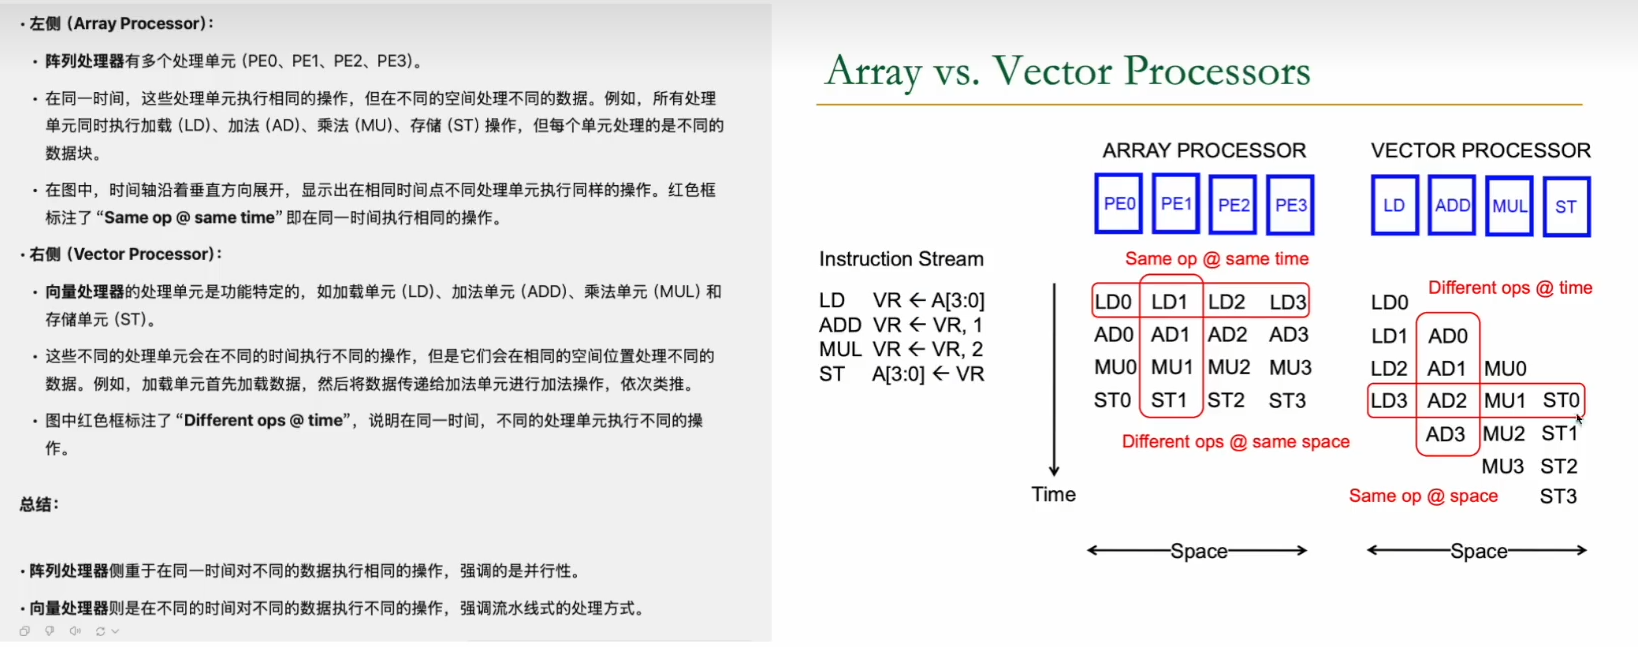 • 左侧 (Array Processor)：
• 阵列处理器有多个处理单元 (PE0、PE1、PE2、PE3)。
• 在同一时间，这些处理单元执行相同的操作，但在不同的空间处理不同的数据。例如，所有处理
单元同时执行加载 (LD)、加法 (AD)、乘法 (MU)、存储 (ST) 操作，但每个单元处理的是不同的
数据块。
• 在图中，时间轴沿着垂直方向展开，显示出在相同时间点不同处理单元执行同样的操作。红色框
标注了 “Same op @ same time” 即在同一时间执行相同的操作。
• 右侧 (Vector Processor)：
• 向量处理器的处理单元是功能特定的，如加载单元 (LD)、加法单元 (ADD)、乘法单元 (MUL) 和
存储单元 (ST)。
• 这些不同的处理单元会在不同的时间执行不同的操作，但是它们会在相同的空间位置处理不同的
数据。例如，加载单元首先加载数据，然后将数据传递给加法单元进行加法操作，依次类推。
• 图中红色框标注了 “Different ops @ time”，说明在同一时间，不同的处理单元执行不同的操
作。
总结：
• 阵列处理器侧重于在同一时间对不同的数据执行相同的操作，强调的是并行性。
• 向量处理器则是在不同的时间对不同的数据执行不同的操作，强调流水线式的处理方式。
Array vs. Vector Processors
ARRAY PROCESSOR VECTOR PROCESSOR
PE0 PE1 PE2 PE3 LD ADD MUL ST
Instruction Stream
LD VR ← A[3:0]
ADD VR ← VR, 1
MUL VR ← VR, 2
ST A[3:0] ← VR
Time
Same op @ same time
LD0 LD1 LD2 LD3
AD0 AD1 AD2 AD3
MU0 MU1 MU2 MU3
ST0 ST1 ST2 ST3
Different ops @ same space
Space
Different ops @ time
LD0
LD1 AD0
LD2 AD1 MU0
LD3 AD2 MU1 ST0
AD3 MU2 ST1
MU3 ST2
Same op @ space ST3
Space